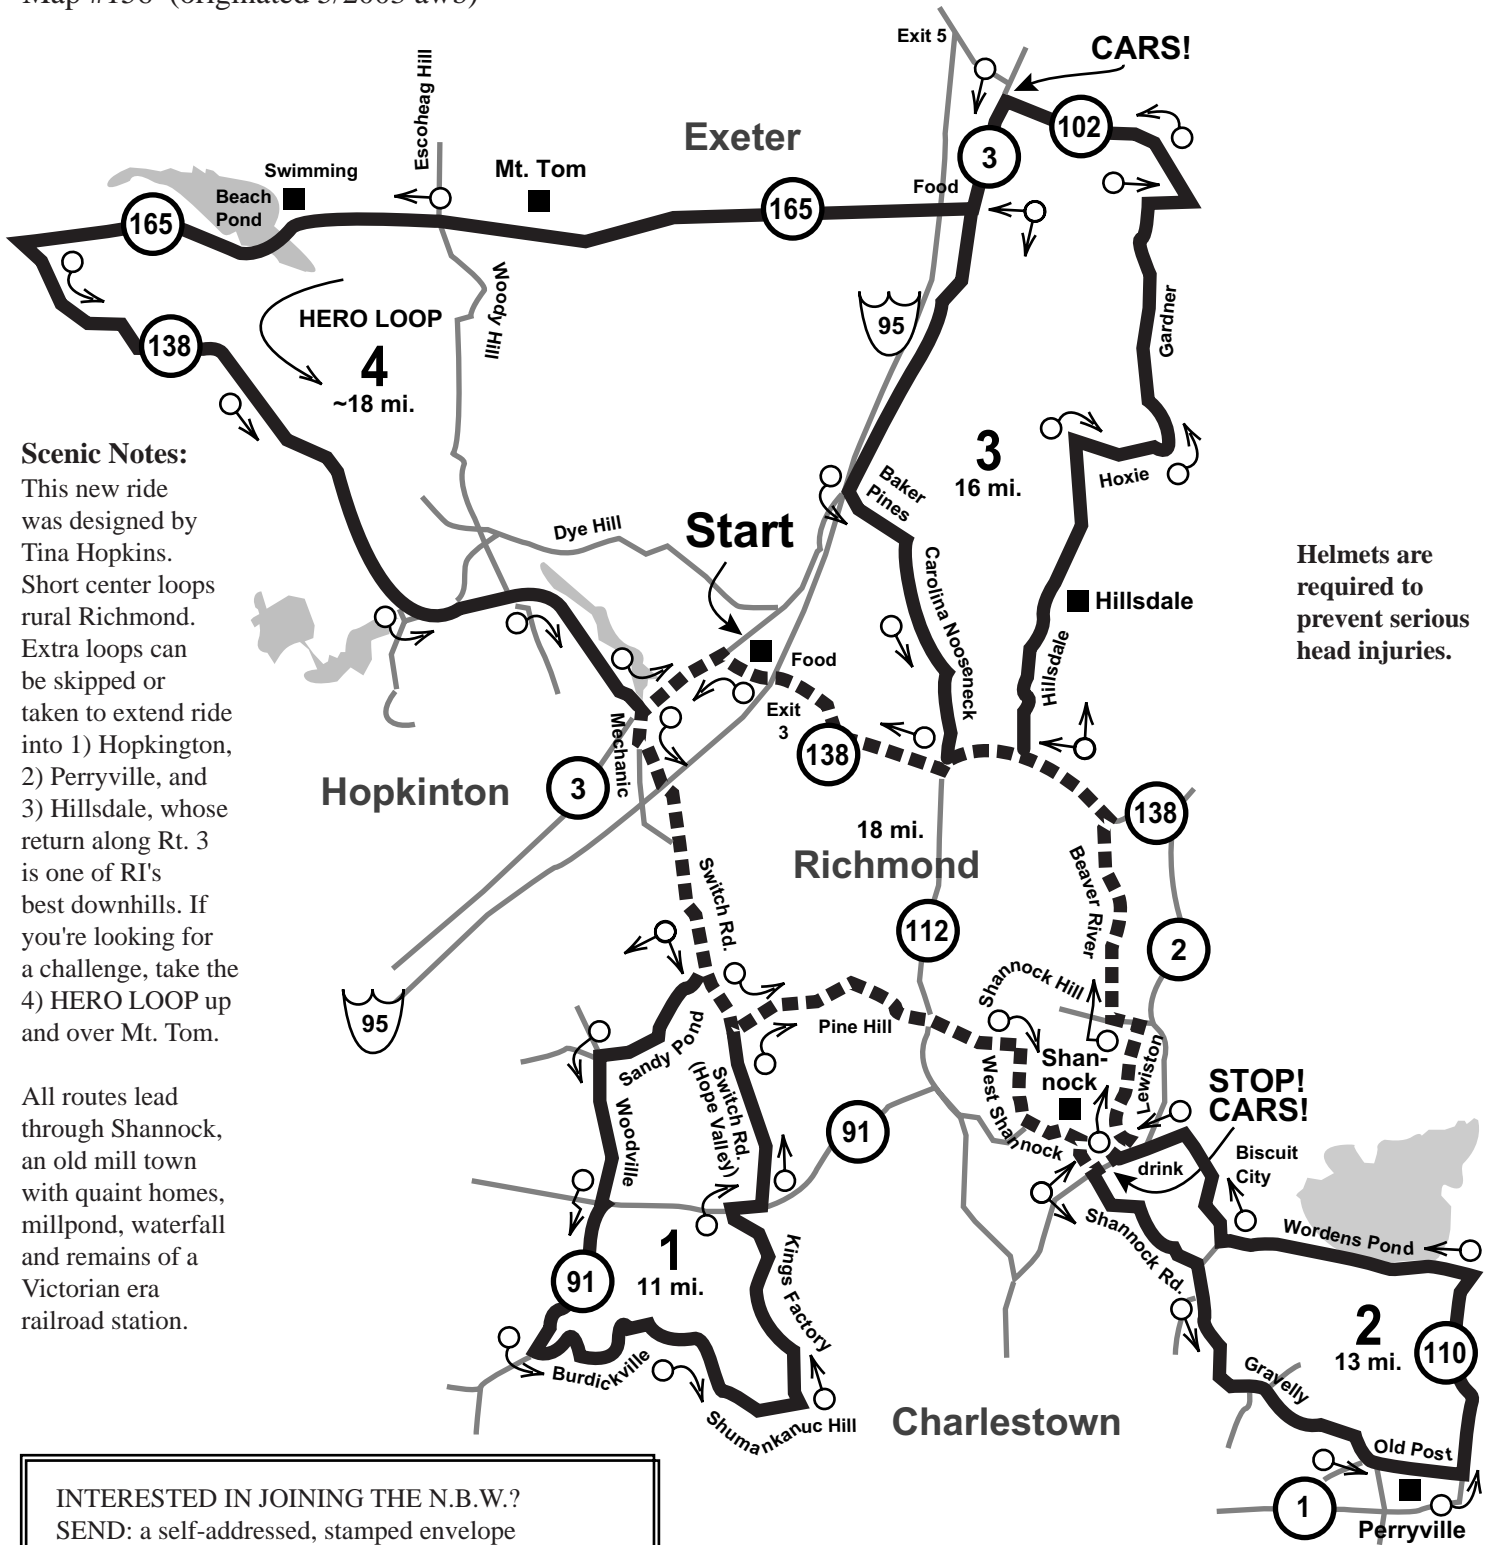 Map #156 (originated 5/2005 awb)
Exit 5
CARS!
102
3
Exeter
Escoheag Hill
Swimming
Mt. Tom
Beach
Pond
Food
165
165
Woody Hill
HERO LOOP
4
~18 mi.
138
95
Gardner
3
16 mi.
Hoxie
Baker
Pines
Dye Hill
Start
Carolina Nooseneck
Hillsdale
Hillsdale
Helmets are
required to
prevent serious
head injuries.
Scenic Notes:
This new ride
was designed by
Tina Hopkins.
Short center loops
rural Richmond.
Extra loops can
be skipped or
taken to extend ride
into 1) Hopkington,
2) Perryville, and
3) Hillsdale, whose
return along Rt. 3
is one of RI's
best downhills. If
you're looking for
a challenge, take the
4) HERO LOOP up
and over Mt. Tom.
All routes lead
through Shannock,
an old mill town
with quaint homes,
millpond, waterfall
and remains of a
Victorian era
railroad station.
Food
Exit
3
138
Mechanic
Hopkinton
3
138
18 mi.
Richmond
Beaver River
Switch Rd.
112
2
Shannock Hill
95
Pine Hill
Sandy Pond
Switch Rd.
(Hope Valley)
Woodville
West Shannock
Shan-
nock
Lewiston
STOP!
CARS!
91
drink
Biscuit
City
Shannock Rd.
Wordens Pond
1
11 mi.
91
Kings Factory
Burdickville
Shumankanuc Hill
2
13 mi.
110
Gravelly
Charlestown
Old Post
1
Perryville
INTERESTED IN JOINING THE N.B.W.?
SEND: a self-addressed, stamped envelope